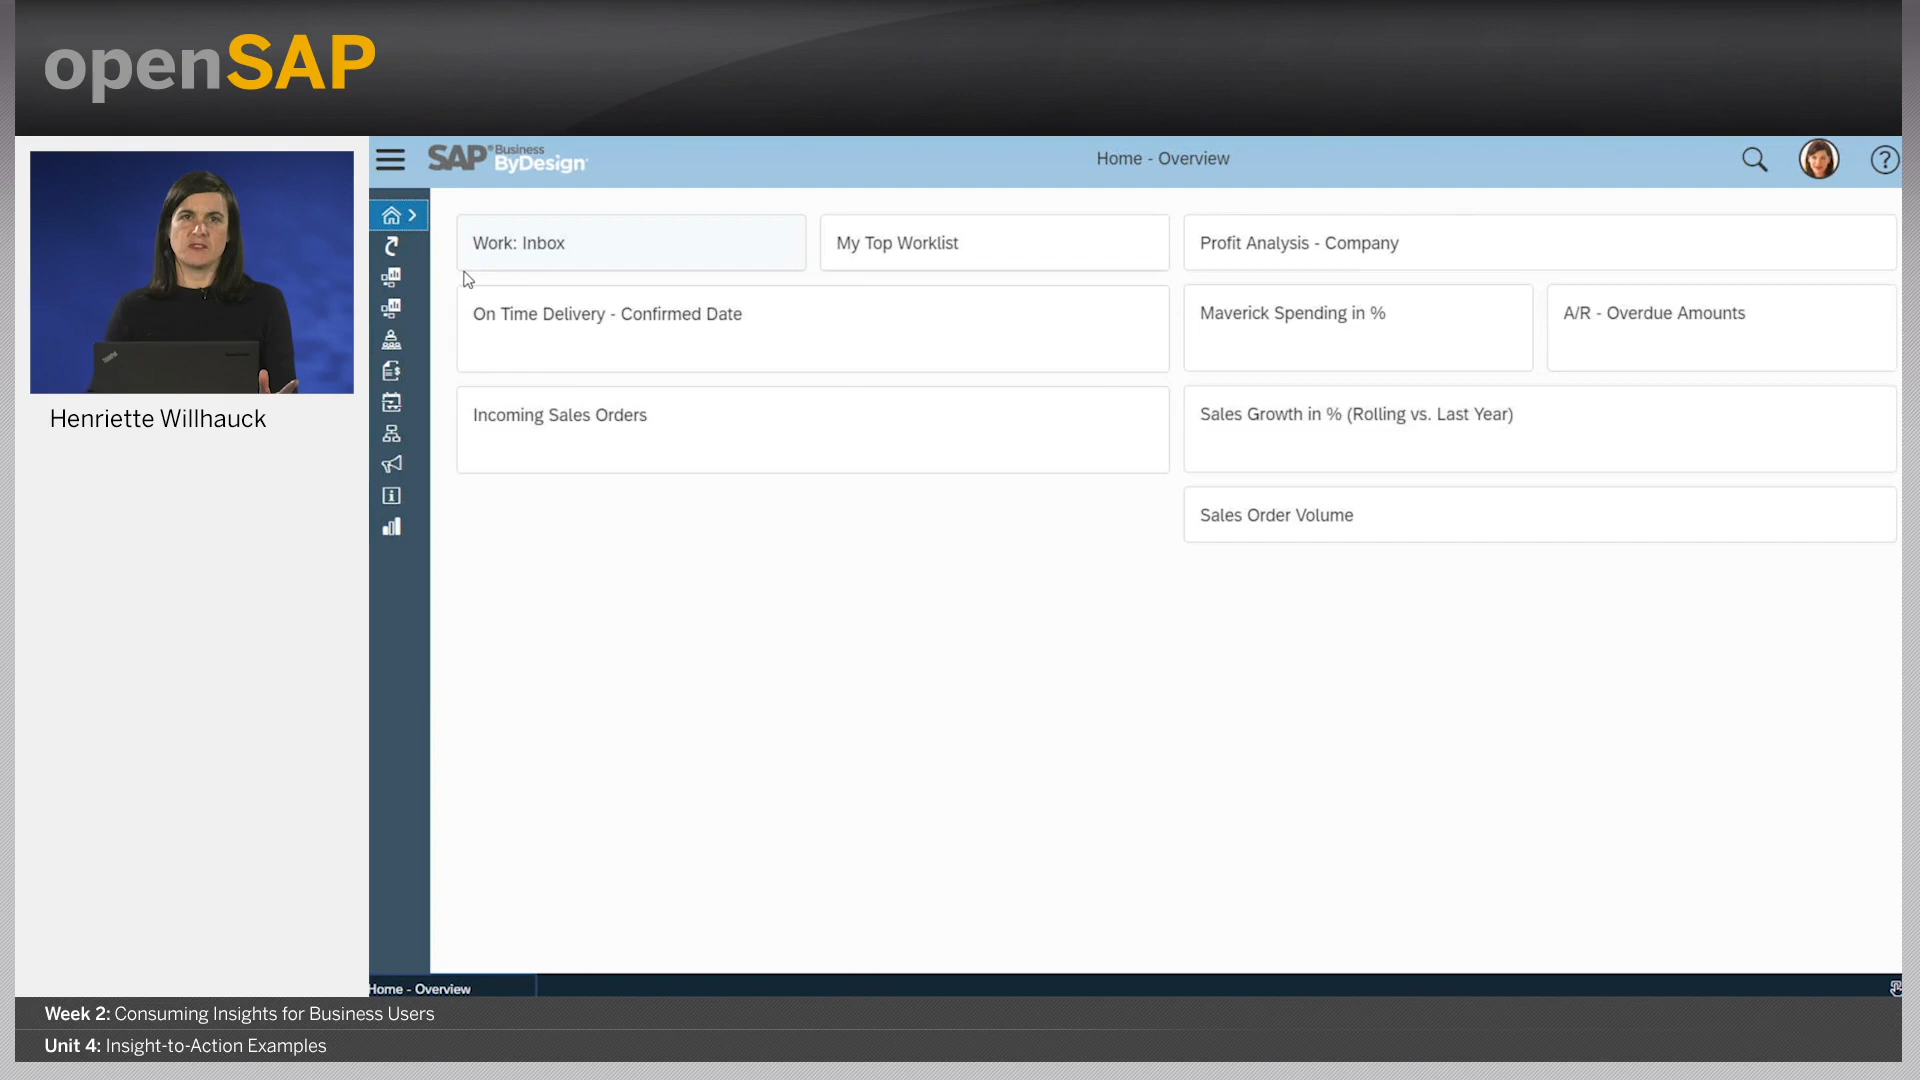 openSAP
SAP Business ByDesign
Home - Overview
Work: Inbox
My Top Worklist
Profit Analysis - Company
On Time Delivery - Confirmed Date
Maverick Spending in %
A/R - Overdue Amounts
Incoming Sales Orders
Sales Growth in % (Rolling vs. Last Year)
Sales Order Volume
Henriette Willhauck
Home - Overview
Week 2: Consuming Insights for Business Users
Unit 4: Insight-to-Action Examples